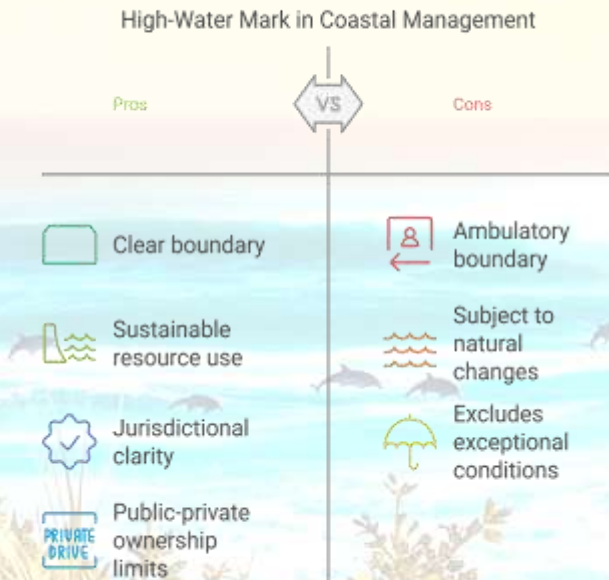 High-Water Mark in Coastal Management
Pros
VS
Cons
Clear boundary
Sustainable
resource use
Jurisdictional
clarity
PRIVATE
DRIVE
Public-private
ownership
limits
Ambulatory
boundary
Subject to
natural
changes
Excludes
exceptional
conditions